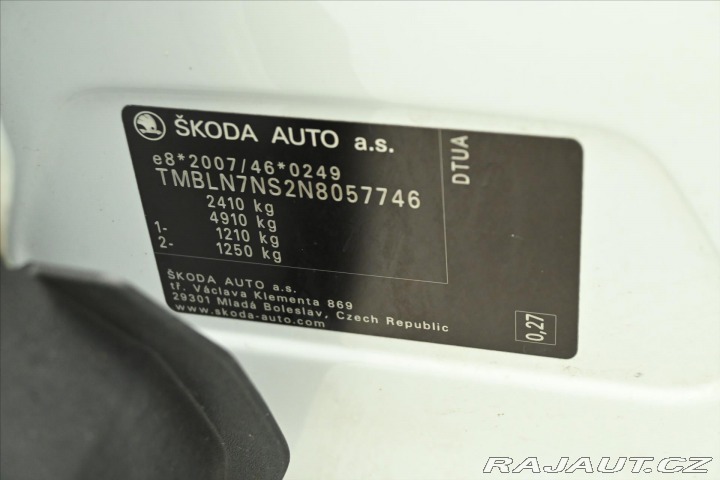 ŠKODA AUTO a.s.
e8*2007/46*0249
TMBLN7NS2N8057746
2410 kg
4910 kg
1- 1210 kg
2- 1250 kg
DTUA
ŠKODA AUTO a.s.
tř. Václava Klementa 869
29301 Mladá Boleslav, Czech Republic
www.skoda-auto.com
0,27
RAJAUT.CZ